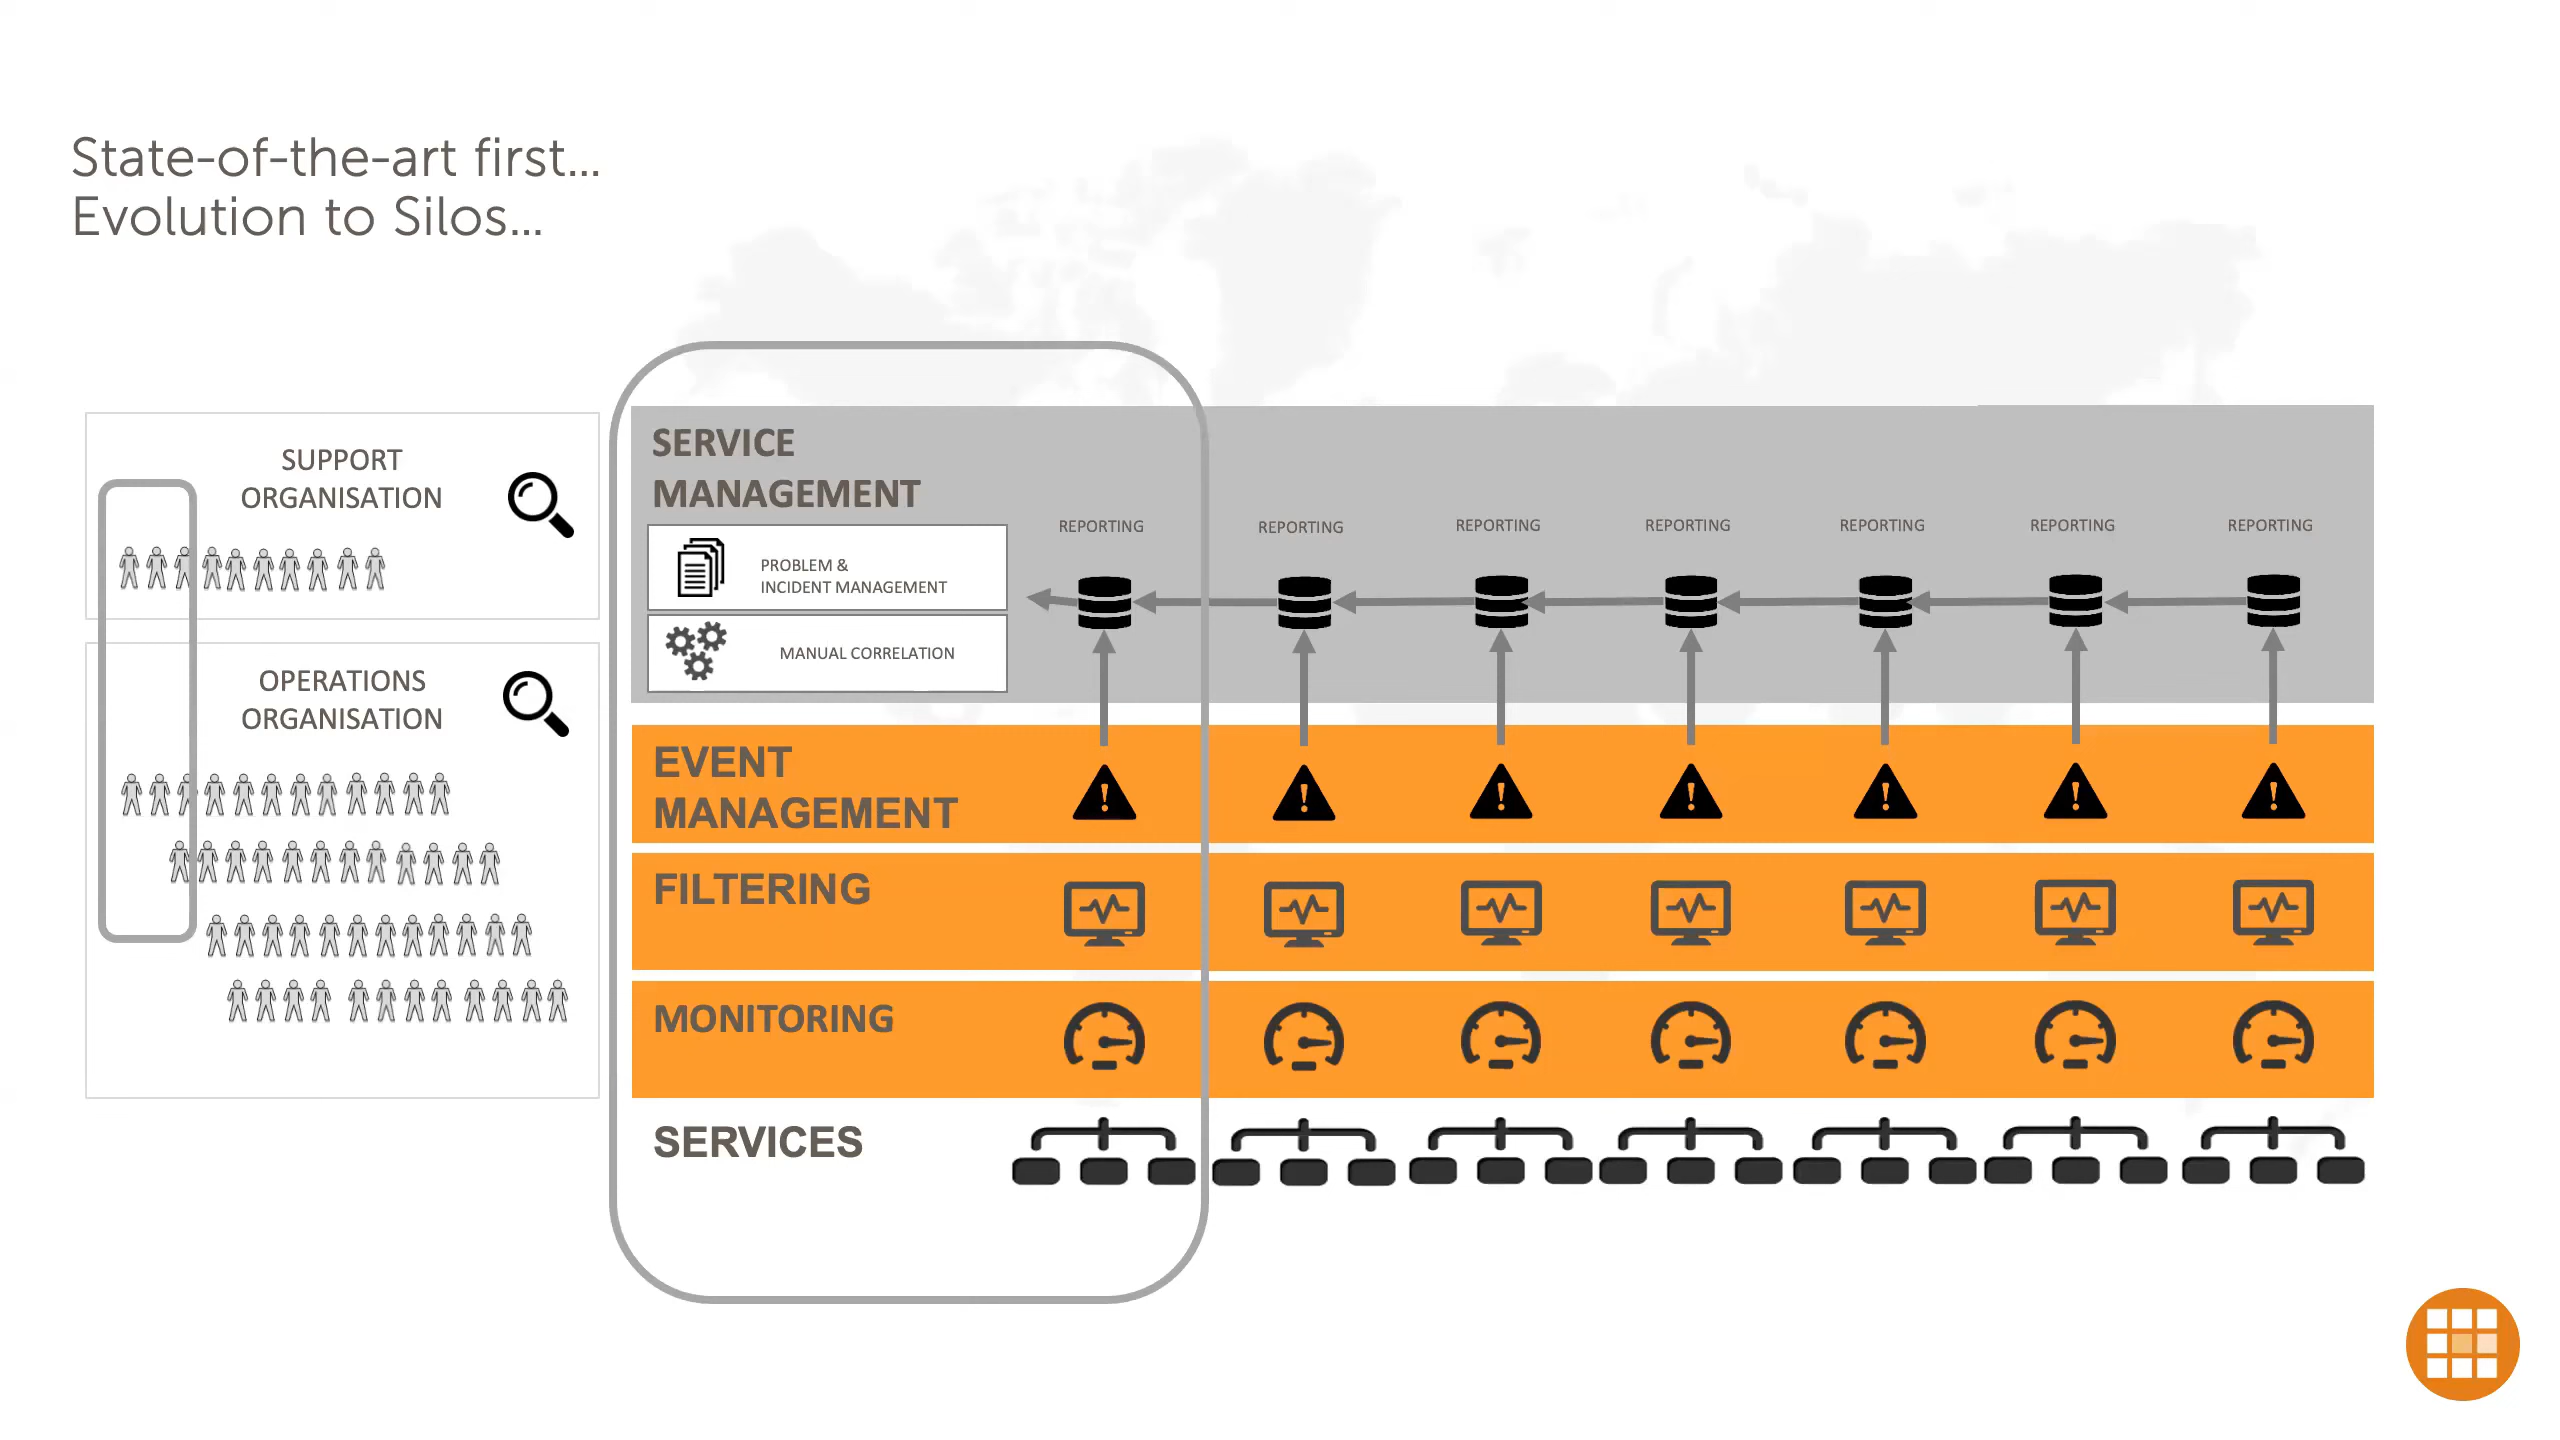 State-of-the-art first...
Evolution to Silos...
SUPPORT
ORGANISATION
OPERATIONS
ORGANISATION
SERVICE
MANAGEMENT
PROBLEM &
INCIDENT MANAGEMENT
MANUAL CORRELATION
REPORTING
REPORTING
REPORTING
REPORTING
REPORTING
REPORTING
REPORTING
EVENT
MANAGEMENT
FILTERING
MONITORING
SERVICES